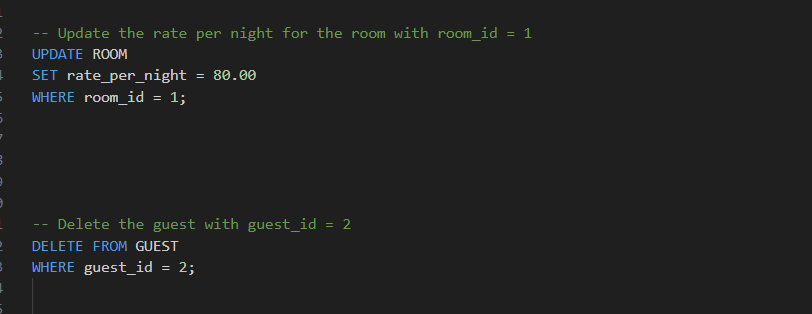 -- Update the rate per night for the room with room_id = 1
UPDATE ROOM
SET rate_per_night = 80.00
WHERE room_id = 1;
-- Delete the guest with guest_id = 2
DELETE FROM GUEST
WHERE guest_id = 2;